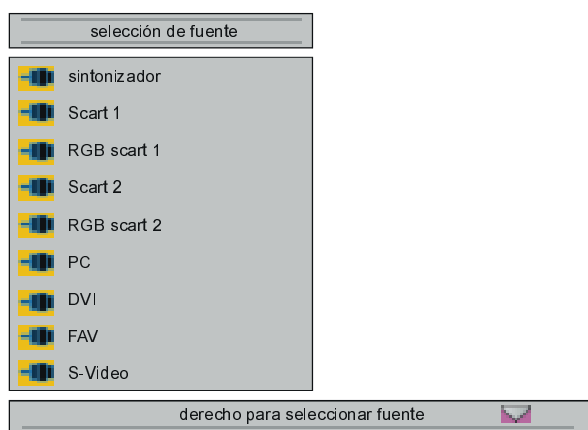 selección de fuente
sintonizador
Scart 1
RGB scart 1
Scart 2
RGB scart 2
PC
DVI
FAV
S-Video
derecho para seleccionar fuente